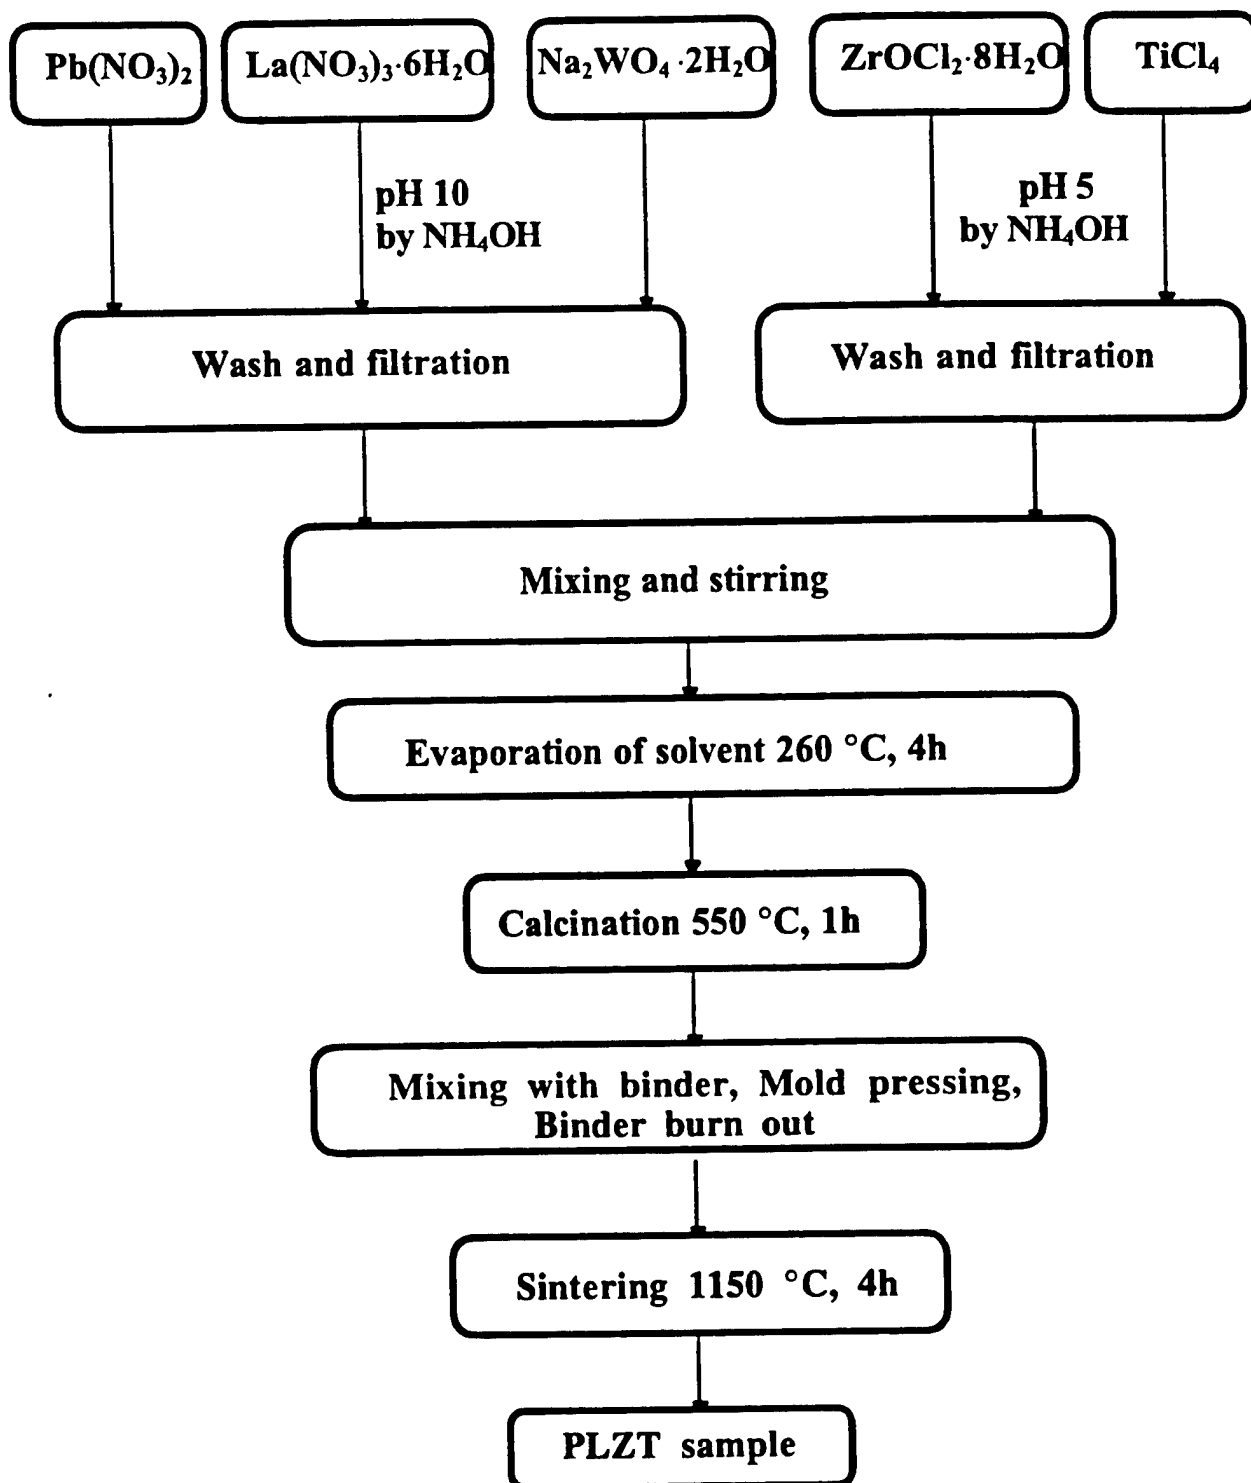 Pb(NO₃)₂
La(NO₃)₃·6H₂O
Na₂WO₄·2H₂O
ZrOCl₂·8H₂O
TiCl₄
pH 10
by NH₄OH
pH 5
by NH₄OH
Wash and filtration
Wash and filtration
Mixing and stirring
Evaporation of solvent 260 °C, 4h
Calcination 550 °C, 1h
Mixing with binder, Mold pressing,
Binder burn out
Sintering 1150 °C, 4h
PLZT sample